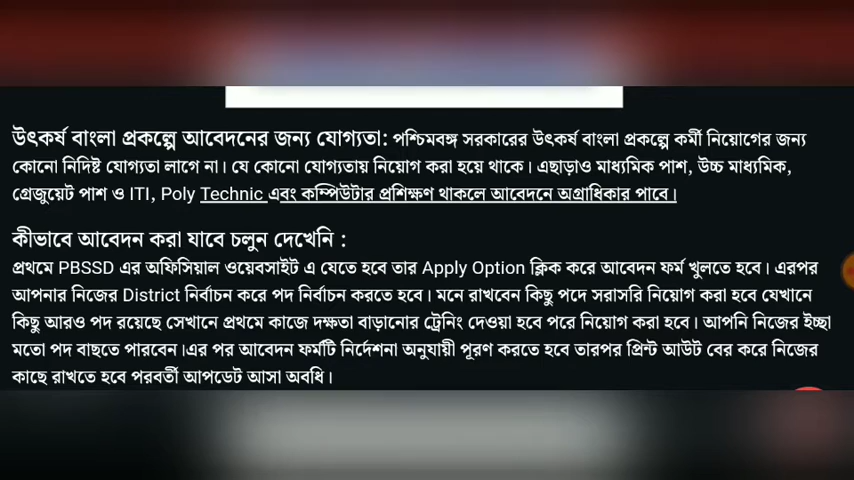 উৎকর্ষ বাংলা প্রকল্পে আবেদনের জন্য যোগ্যতা: পশ্চিমবঙ্গ সরকারের উৎকর্ষ বাংলা প্রকল্পে কর্মী নিয়োগের জন্য
কোনো নিদিষ্ট যোগ্যতা লাগে না। যে কোনো যোগ্যতায় নিয়োগ করা হয়ে থাকে। এছাড়াও মাধ্যমিক পাশ, উচ্চ মাধ্যমিক,
গ্রেজুয়েট পাশ ও ITI, Poly Technic এবং কম্পিউটার প্রশিক্ষণ থাকলে আবেদনে অগ্রাধিকার পাবে।
কীভাবে আবেদন করা যাবে চলুন দেখেনি :
প্রথমে PBSSD এর অফিসিয়াল ওয়েবসাইট এ যেতে হবে তার Apply Option ক্লিক করে আবেদন ফর্ম খুলতে হবে। এরপর
আপনার নিজের District নির্বাচন করে পদ নির্বাচন করতে হবে। মনে রাখবেন কিছু পদে সরাসরি নিয়োগ করা হবে যেখানে
কিছু আরও পদ রয়েছে সেখানে প্রথমে কাজে দক্ষতা বাড়ানোর ট্রেনিং দেওয়া হবে পরে নিয়োগ করা হবে। আপনি নিজের ইচ্ছা
মতো পদ বাছতে পারবেন।এর পর আবেদন ফর্মটি নির্দেশনা অনুযায়ী পূরণ করতে হবে তারপর প্রিন্ট আউট বের করে নিজের
কাছে রাখতে হবে পরবর্তী আপডেট আসা অবধি।